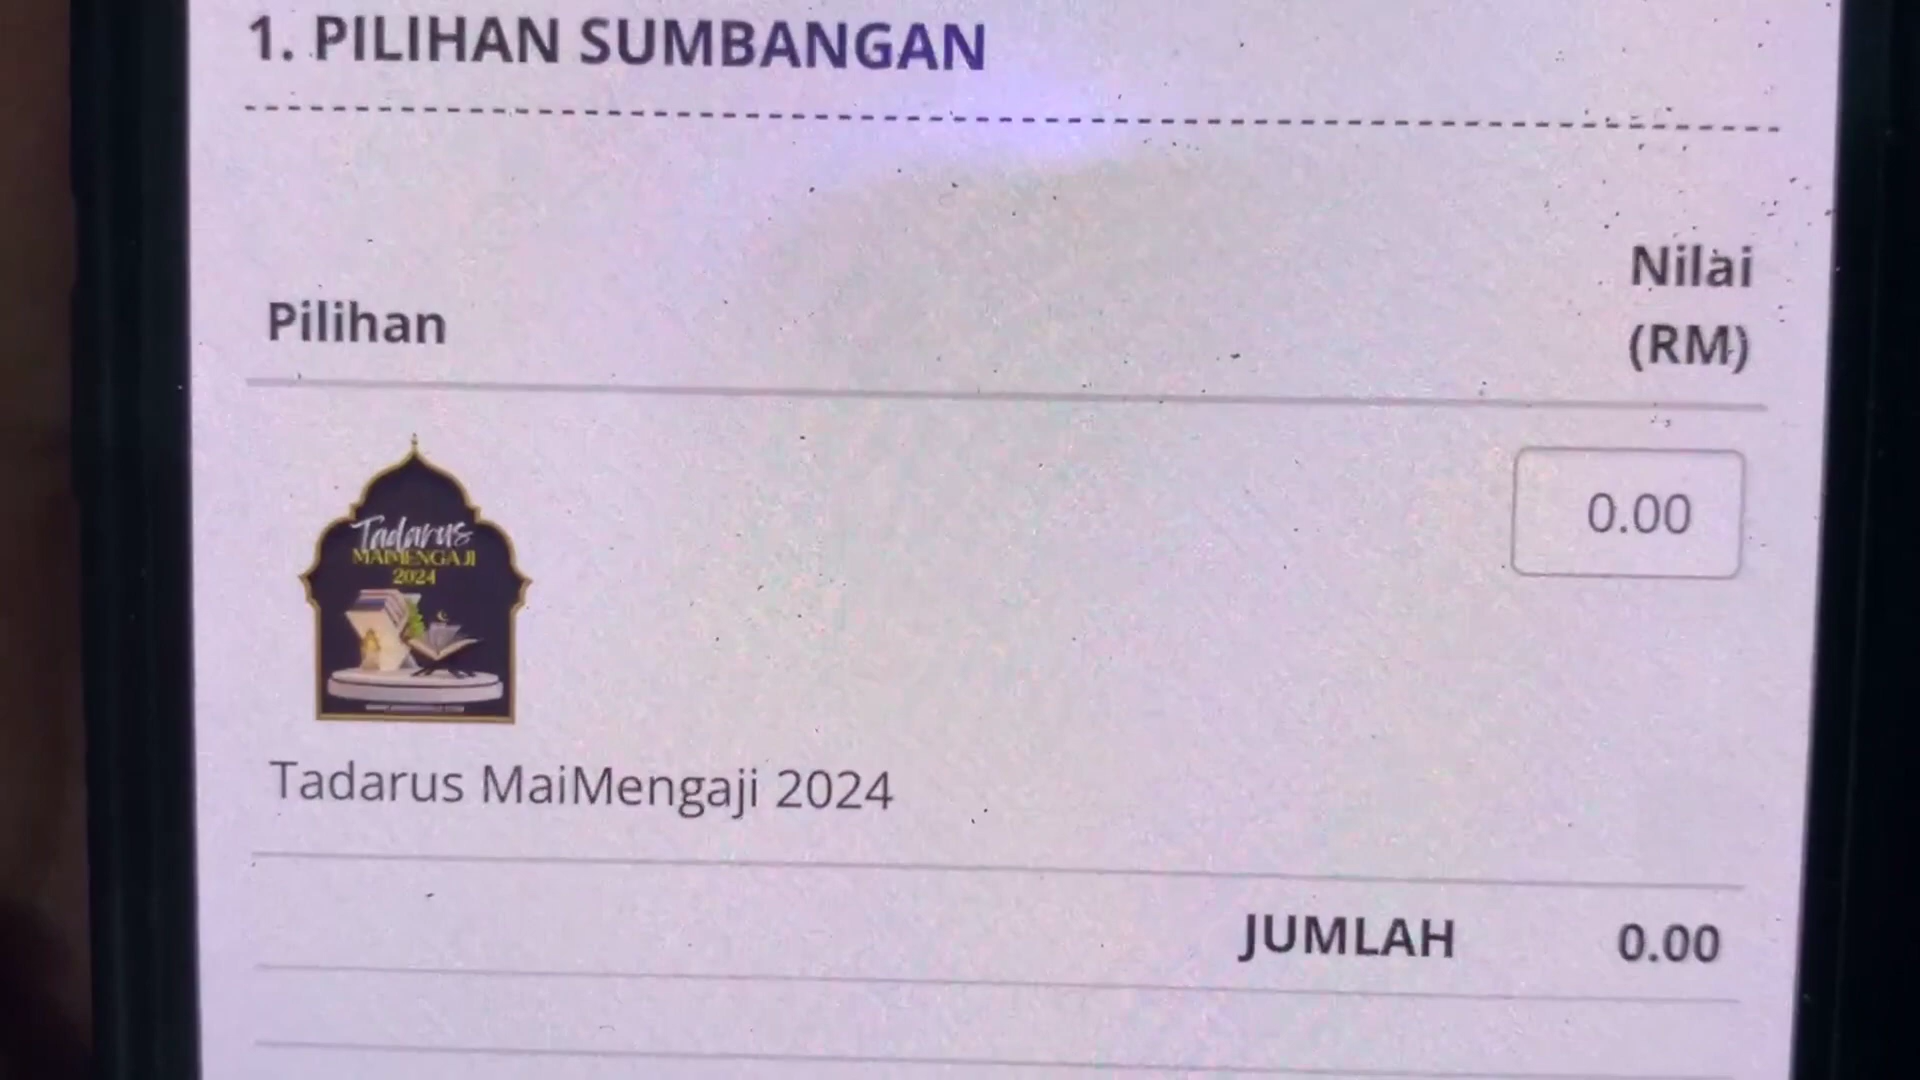 1. PILIHAN SUMBANGAN
Nilai
(RM)
Pilihan
Tadarus
MAIMENGAJI
2024
0.00
Tadarus MaiMengaji 2024
JUMLAH 0.00